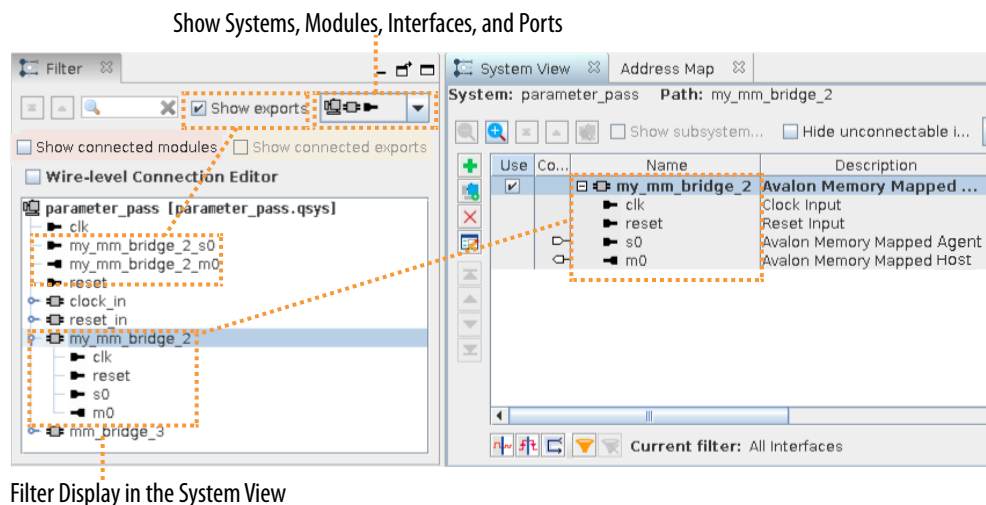 Show Systems, Modules, Interfaces, and Ports
Filter
Show exports
Show connected modules
Show connected exports
Wire-level Connection Editor
parameter_pass [parameter_pass.qsys]
clk
my_mm_bridge_2_s0
my_mm_bridge_2_m0
reset
clock_in
reset_in
my_mm_bridge_2
clk
reset
s0
m0
mm_bridge_3
System View
Address Map
System: parameter_pass Path: my_mm_bridge_2
Show subsystem...
Hide unconnectable i...
Use Co... Name Description
my_mm_bridge_2 Avalon Memory Mapped ...
clk Clock Input
reset Reset Input
s0 Avalon Memory Mapped Agent
m0 Avalon Memory Mapped Host
Current filter: All Interfaces
Filter Display in the System View